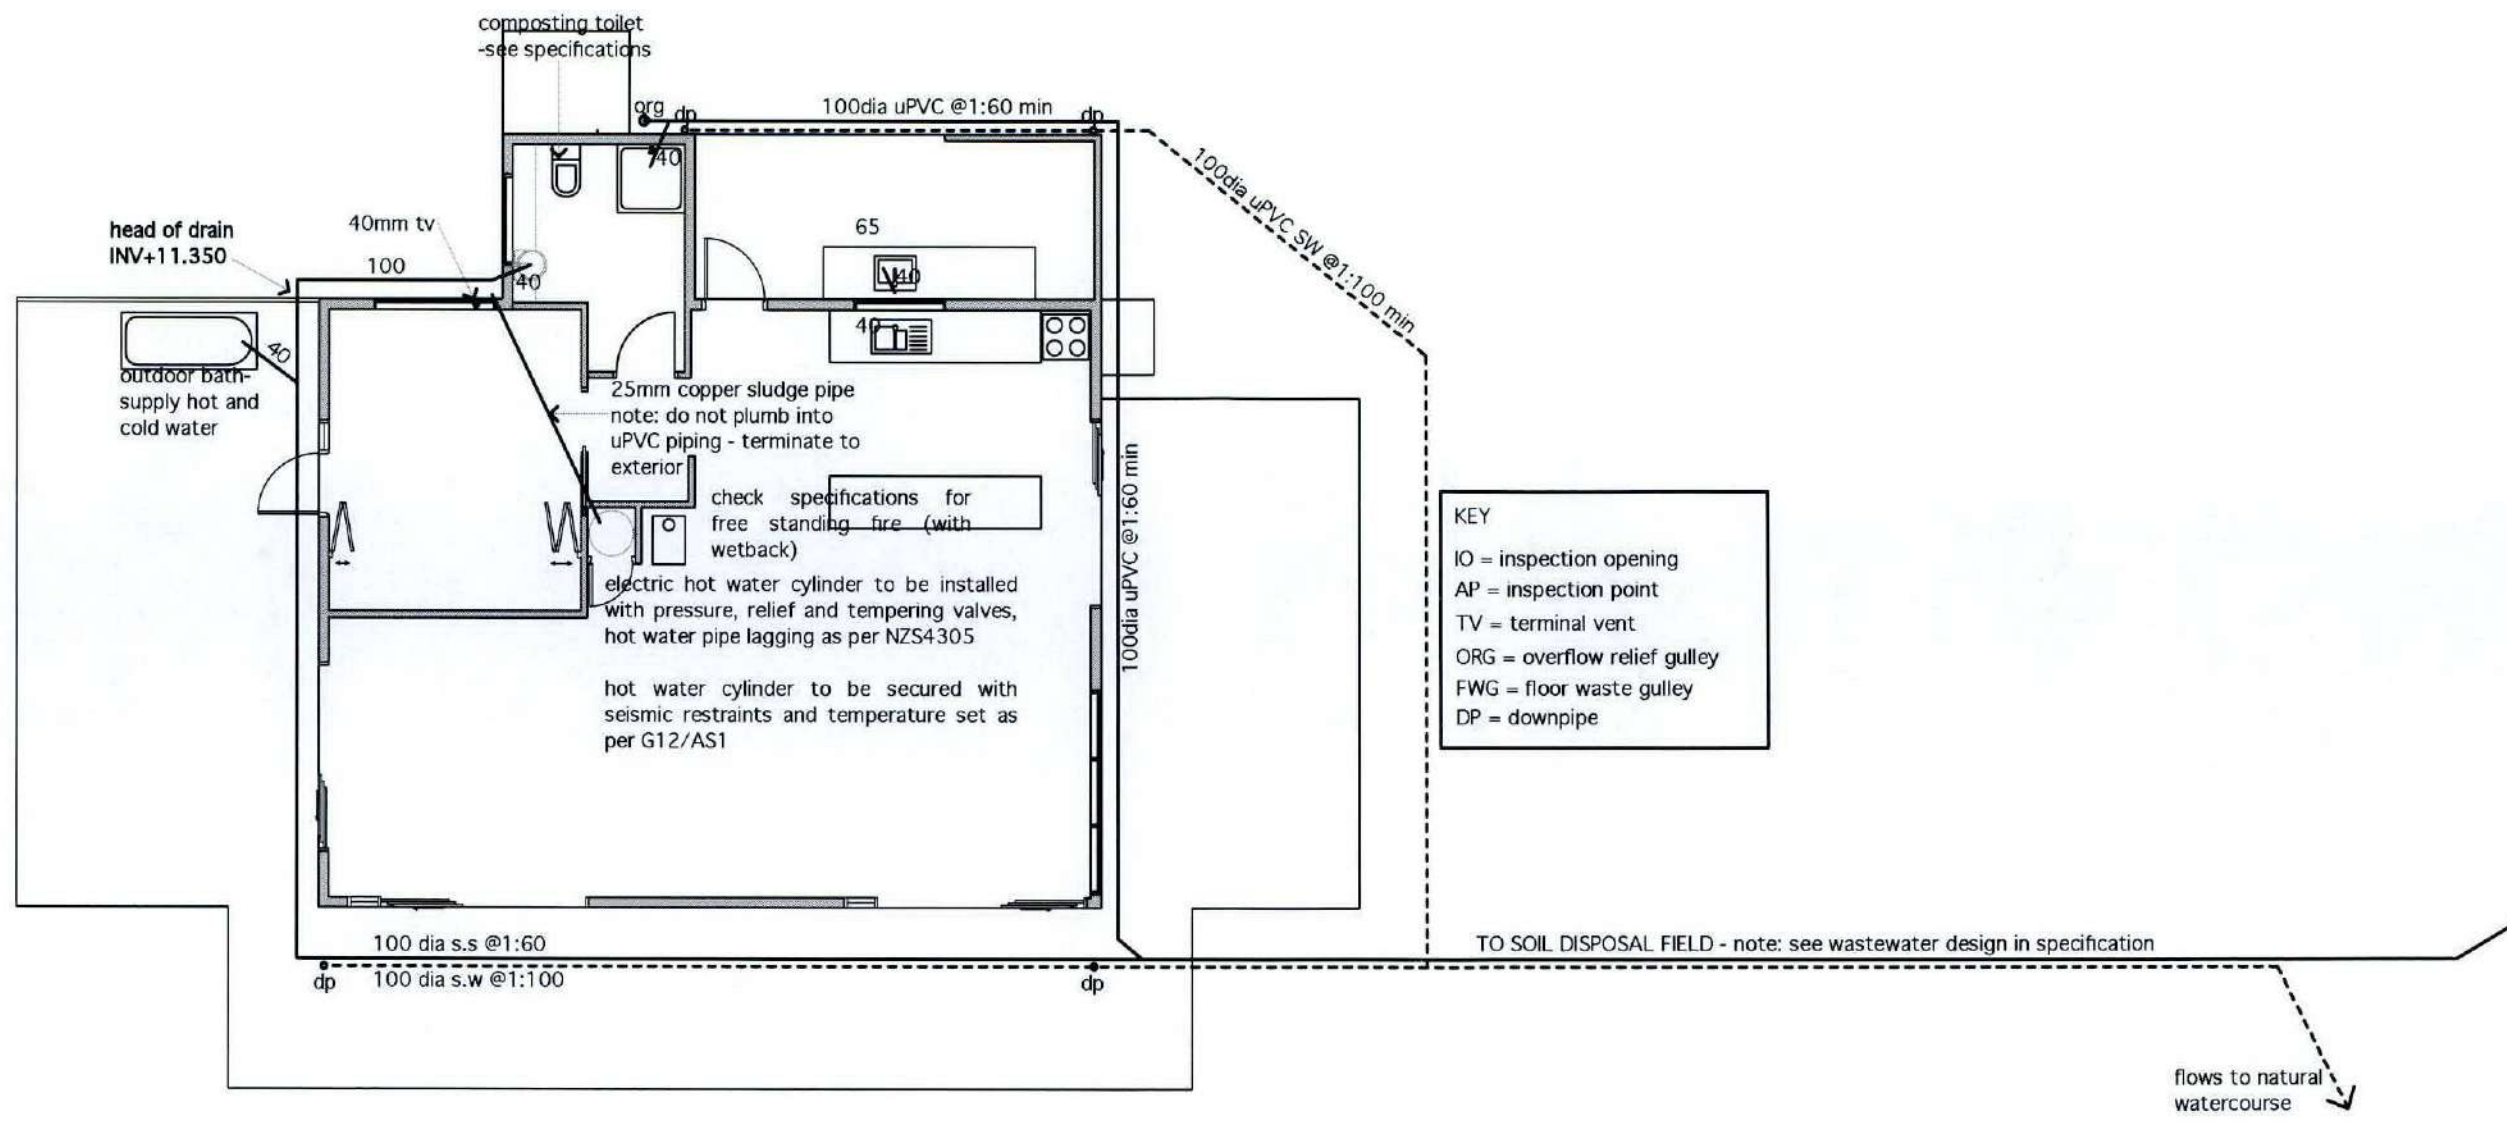 composting toilet
-see specifications
org
dp
100dia uPVC @1:60 min
dp
40
100dia uPVC SW @1:100 min
head of drain
INV+11.350
40mm tv
100
40
65
40
40
40
outdoor bath-
supply hot and
cold water
25mm copper sludge pipe
note: do not plumb into
uPVC piping - terminate to
exterior
check specifications for
free standing fire (with
wetback)
electric hot water cylinder to be installed
with pressure, relief and tempering valves,
hot water pipe lagging as per NZS4305
hot water cylinder to be secured with
seismic restraints and temperature set as
per G12/AS1
100dia uPVC @1:60 min
KEY
IO = inspection opening
AP = inspection point
TV = terminal vent
ORG = overflow relief gulley
FWG = floor waste gulley
DP = downpipe
100 dia s.s @1:60
TO SOIL DISPOSAL FIELD - note: see wastewater design in specification
dp
100 dia s.w @1:100
dp
flows to natural
watercourse